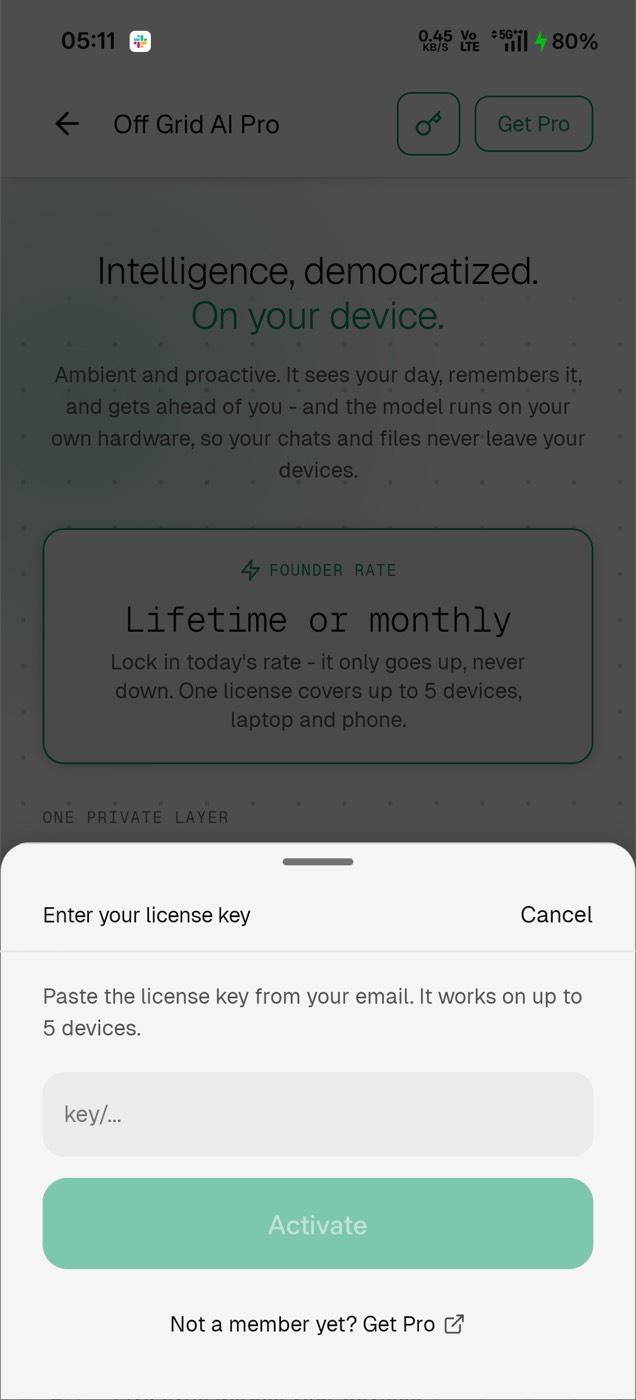 05:11
0.45 KB/S Vo LTE 5G++ 80%
Off Grid AI Pro
Get Pro
Intelligence, democratized.
On your device.
Ambient and proactive. It sees your day, remembers it,
and gets ahead of you - and the model runs on your
own hardware, so your chats and files never leave your
devices.
FOUNDER RATE
Lifetime or monthly
Lock in today's rate - it only goes up, never
down. One license covers up to 5 devices,
laptop and phone.
ONE PRIVATE LAYER
Enter your license key
Cancel
Paste the license key from your email. It works on up to
5 devices.
key/...
Activate
Not a member yet? Get Pro